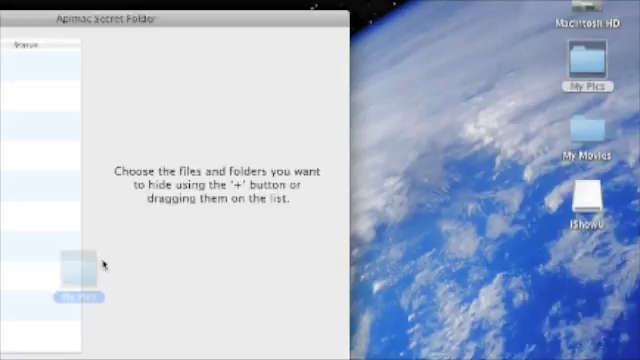 Apimac Secret Folder
Status
Choose the files and folders you want
to hide using the '+' button or
dragging them on the list.
My Pics
Macintosh HD
My Pics
My Movies
iShowU